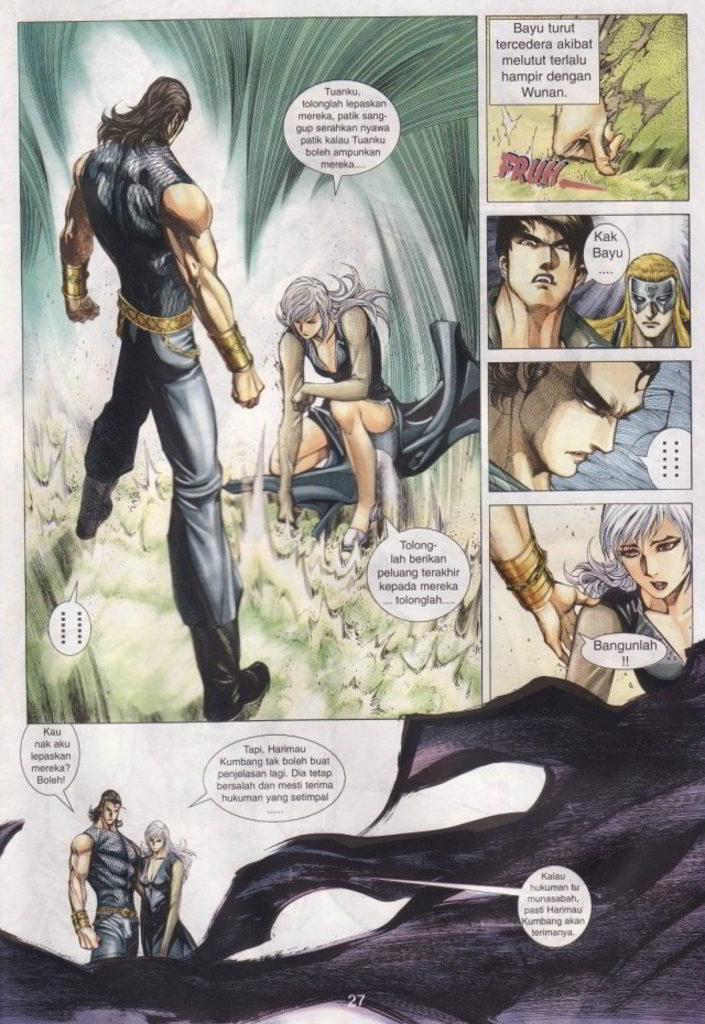 Tuanku,
tolonglah lepaskan
mereka, patik sang-
gup serahkan nyawa
patik kalau Tuanku
boleh ampunkan
mereka....
Tolong-
lah berikan
peluang terakhir
kepada mereka
... tolonglah....
......
Bayu turut
tercedera akibat
melutut terlalu
hampir dengan
Wunan.
FRUH
Kak
Bayu
....
......
Bangunlah
!!
Kau
nak aku
lepaskan
mereka?
Boleh!
Tapi, Harimau
Kumbang tak boleh buat
penjelasan lagi. Dia tetap
bersalah dan mesti terima
hukuman yang setimpal
......
Kalau
hukuman tu
munasabah,
pasti Harimau
Kumbang akan
terimanya.
27